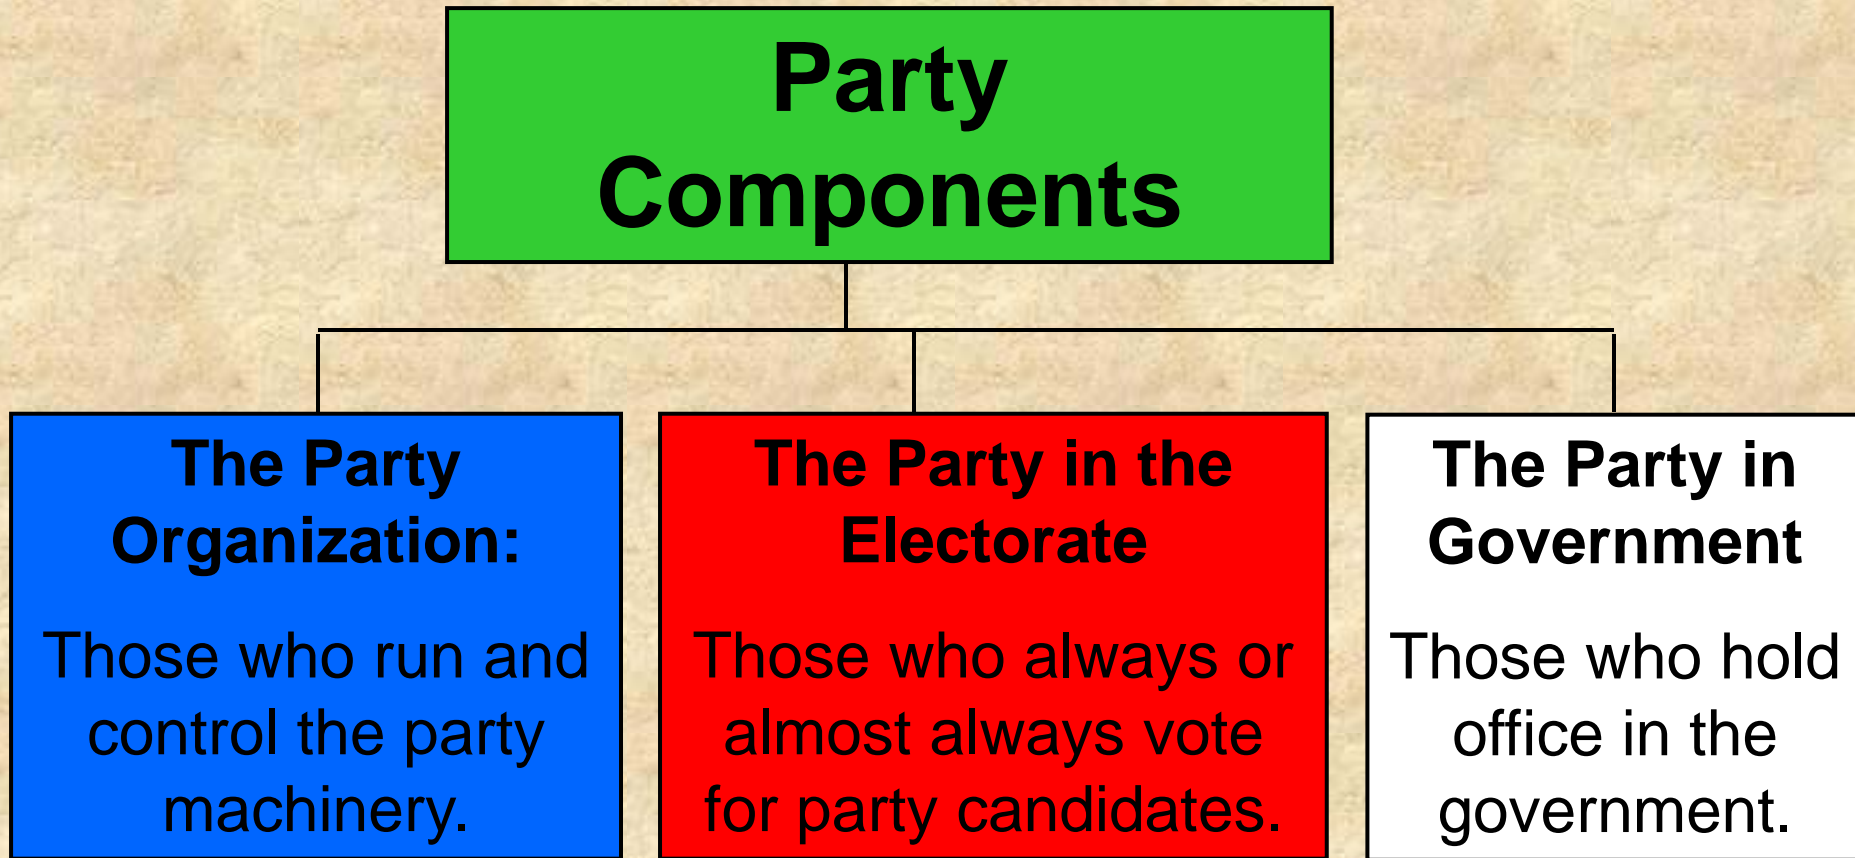 Party
Components
The Party
Organization:
Those who run and
control the party
machinery.
The Party in the
Electorate
Those who always or
almost always vote
for party candidates.
The Party in
Government
Those who hold
office in the
government.